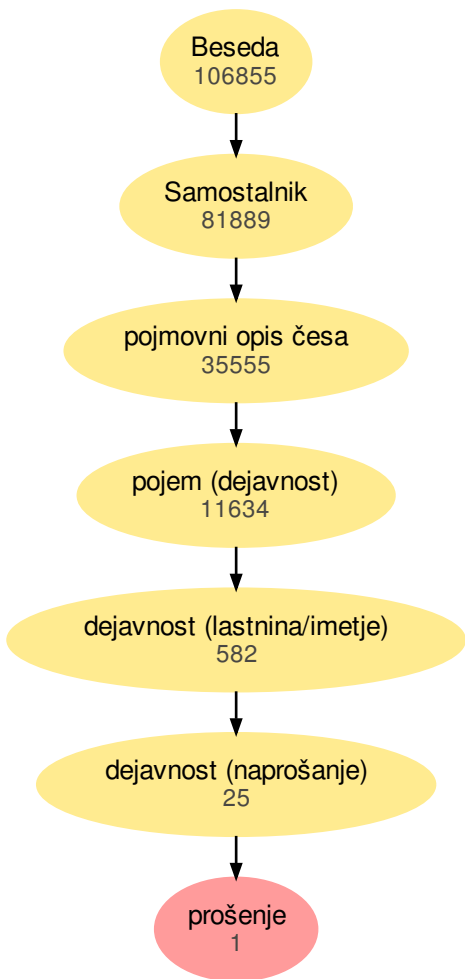 Beseda
106855
Samostalnik
81889
pojmovni opis česa
35555
pojem (dejavnost)
11634
dejavnost (lastnina/imetje)
582
dejavnost (naprošanje)
25
prošenje
1